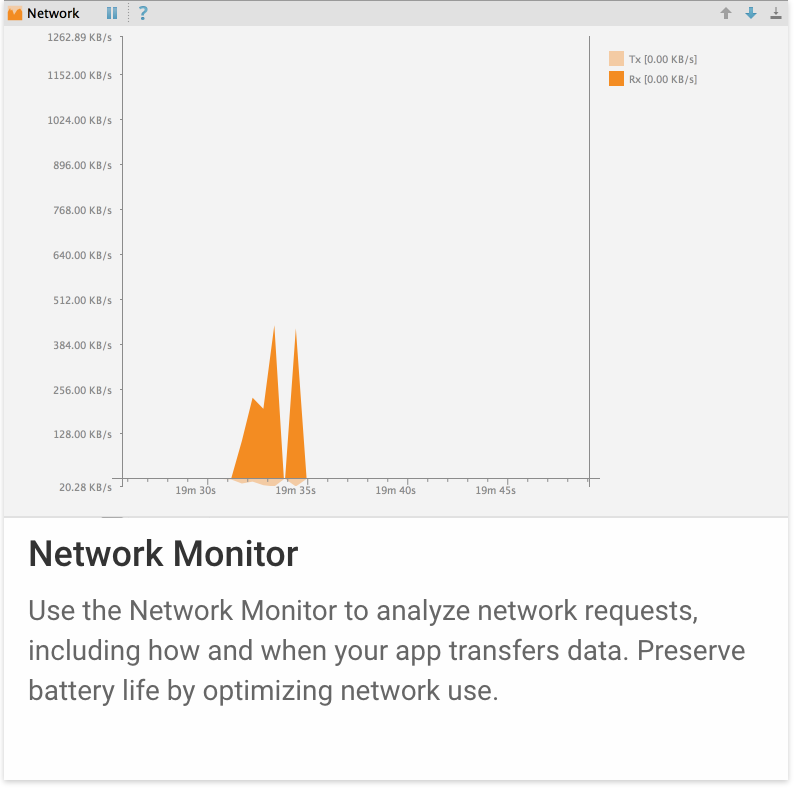 Network ?
1262.89 KB/s
Tx [0.00 KB/s]
1152.00 KB/s
Rx [0.00 KB/s]
1024.00 KB/s
896.00 KB/s
768.00 KB/s
640.00 KB/s
512.00 KB/s
384.00 KB/s
256.00 KB/s
128.00 KB/s
20.28 KB/s
19m 30s 19m 35s 19m 40s 19m 45s
Network Monitor
Use the Network Monitor to analyze network requests,
including how and when your app transfers data. Preserve
battery life by optimizing network use.